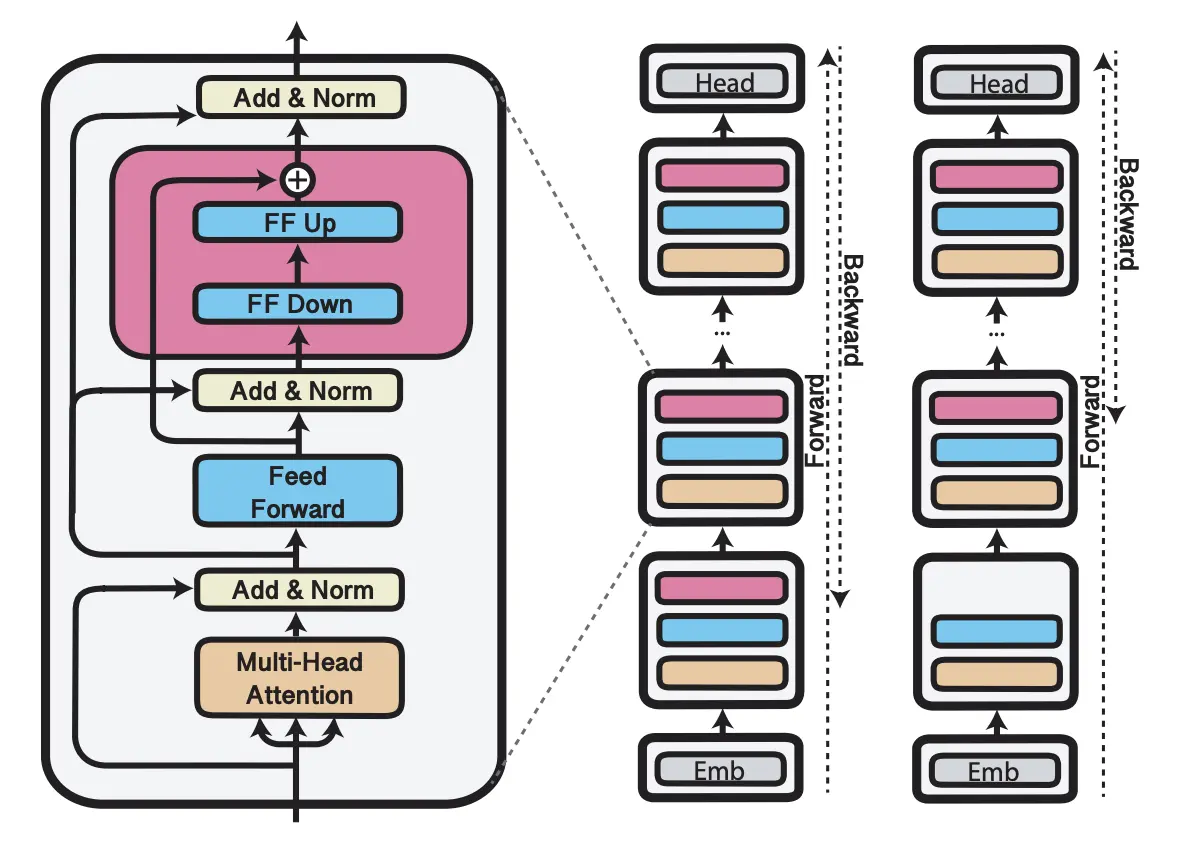 Add & Norm
FF Up
FF Down
Add & Norm
Feed
Forward
Add & Norm
Multi-Head
Attention
Head
...
Emb
Forward
Backward
Head
...
Emb
Forward
Backward